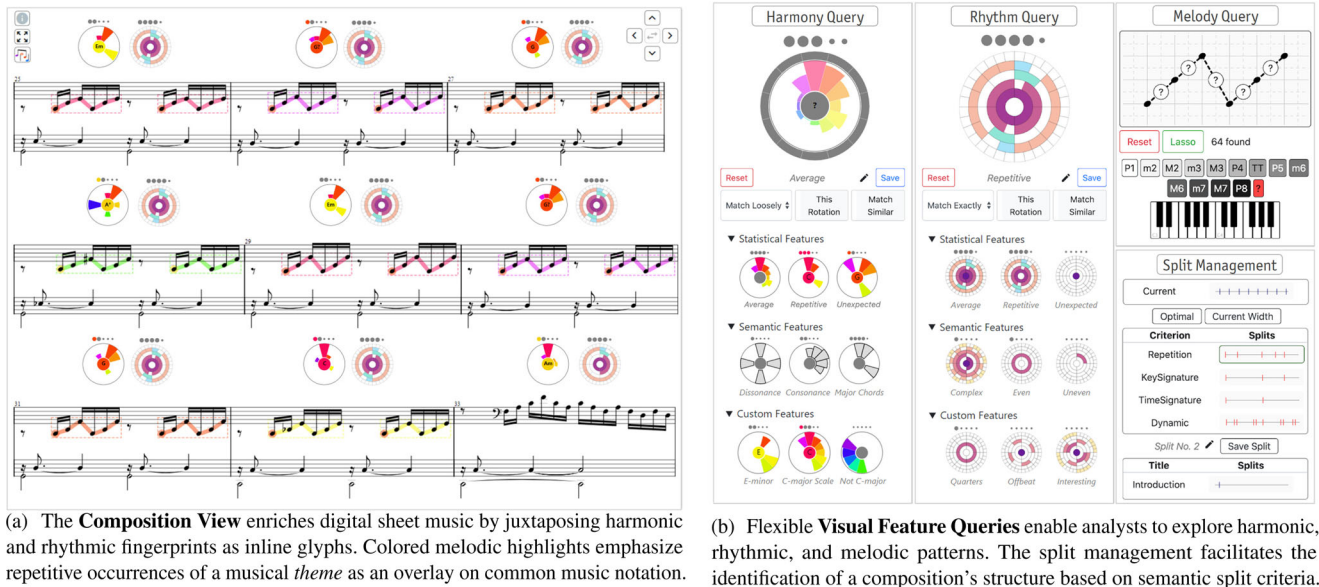 Em
G7
G
25
27
A°
Em
G7
29
G
C
Am
31
33
(a) The Composition View enriches digital sheet music by juxtaposing harmonic
and rhythmic fingerprints as inline glyphs. Colored melodic highlights emphasize
repetitive occurrences of a musical theme as an overlay on common music notation.
Harmony Query
?
Reset Average Save
Match Loosely This Rotation Match Similar
▼ Statistical Features
C G
Average Repetitive Unexpected
▼ Semantic Features
Dissonance Consonance Major Chords
▼ Custom Features
E C
E-minor C-major Scale Not C-major
Rhythm Query
Reset Repetitive Save
Match Exactly This Rotation Match Similar
▼ Statistical Features
Average Repetitive Unexpected
▼ Semantic Features
Complex Even Uneven
▼ Custom Features
Quarters Offbeat Interesting
Melody Query
? ? ? ?
Reset Lasso 64 found
P1 m2 M2 m3 M3 P4 TT P5 m6
M6 m7 M7 P8 ?
Split Management
Current
Optimal Current Width
Criterion Splits
Repetition
KeySignature
TimeSignature
Dynamic
Split No. 2 Save Split
Title Splits
Introduction
(b) Flexible Visual Feature Queries enable analysts to explore harmonic,
rhythmic, and melodic patterns. The split management facilitates the
identification of a composition's structure based on semantic split criteria.